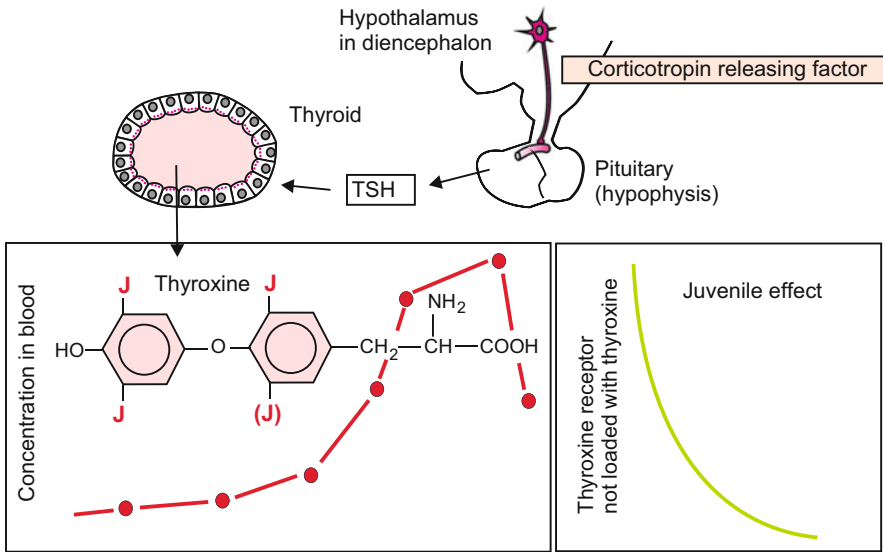 Hypothalamus
in diencephalon
Corticotropin releasing factor
Thyroid
TSH
Pituitary
(hypophysis)
Concentration in blood
J
Thyroxine
J
NH2
HO
O
CH2
CH
COOH
J
(J)
Thyroxine receptor
not loaded with thyroxine
Juvenile effect